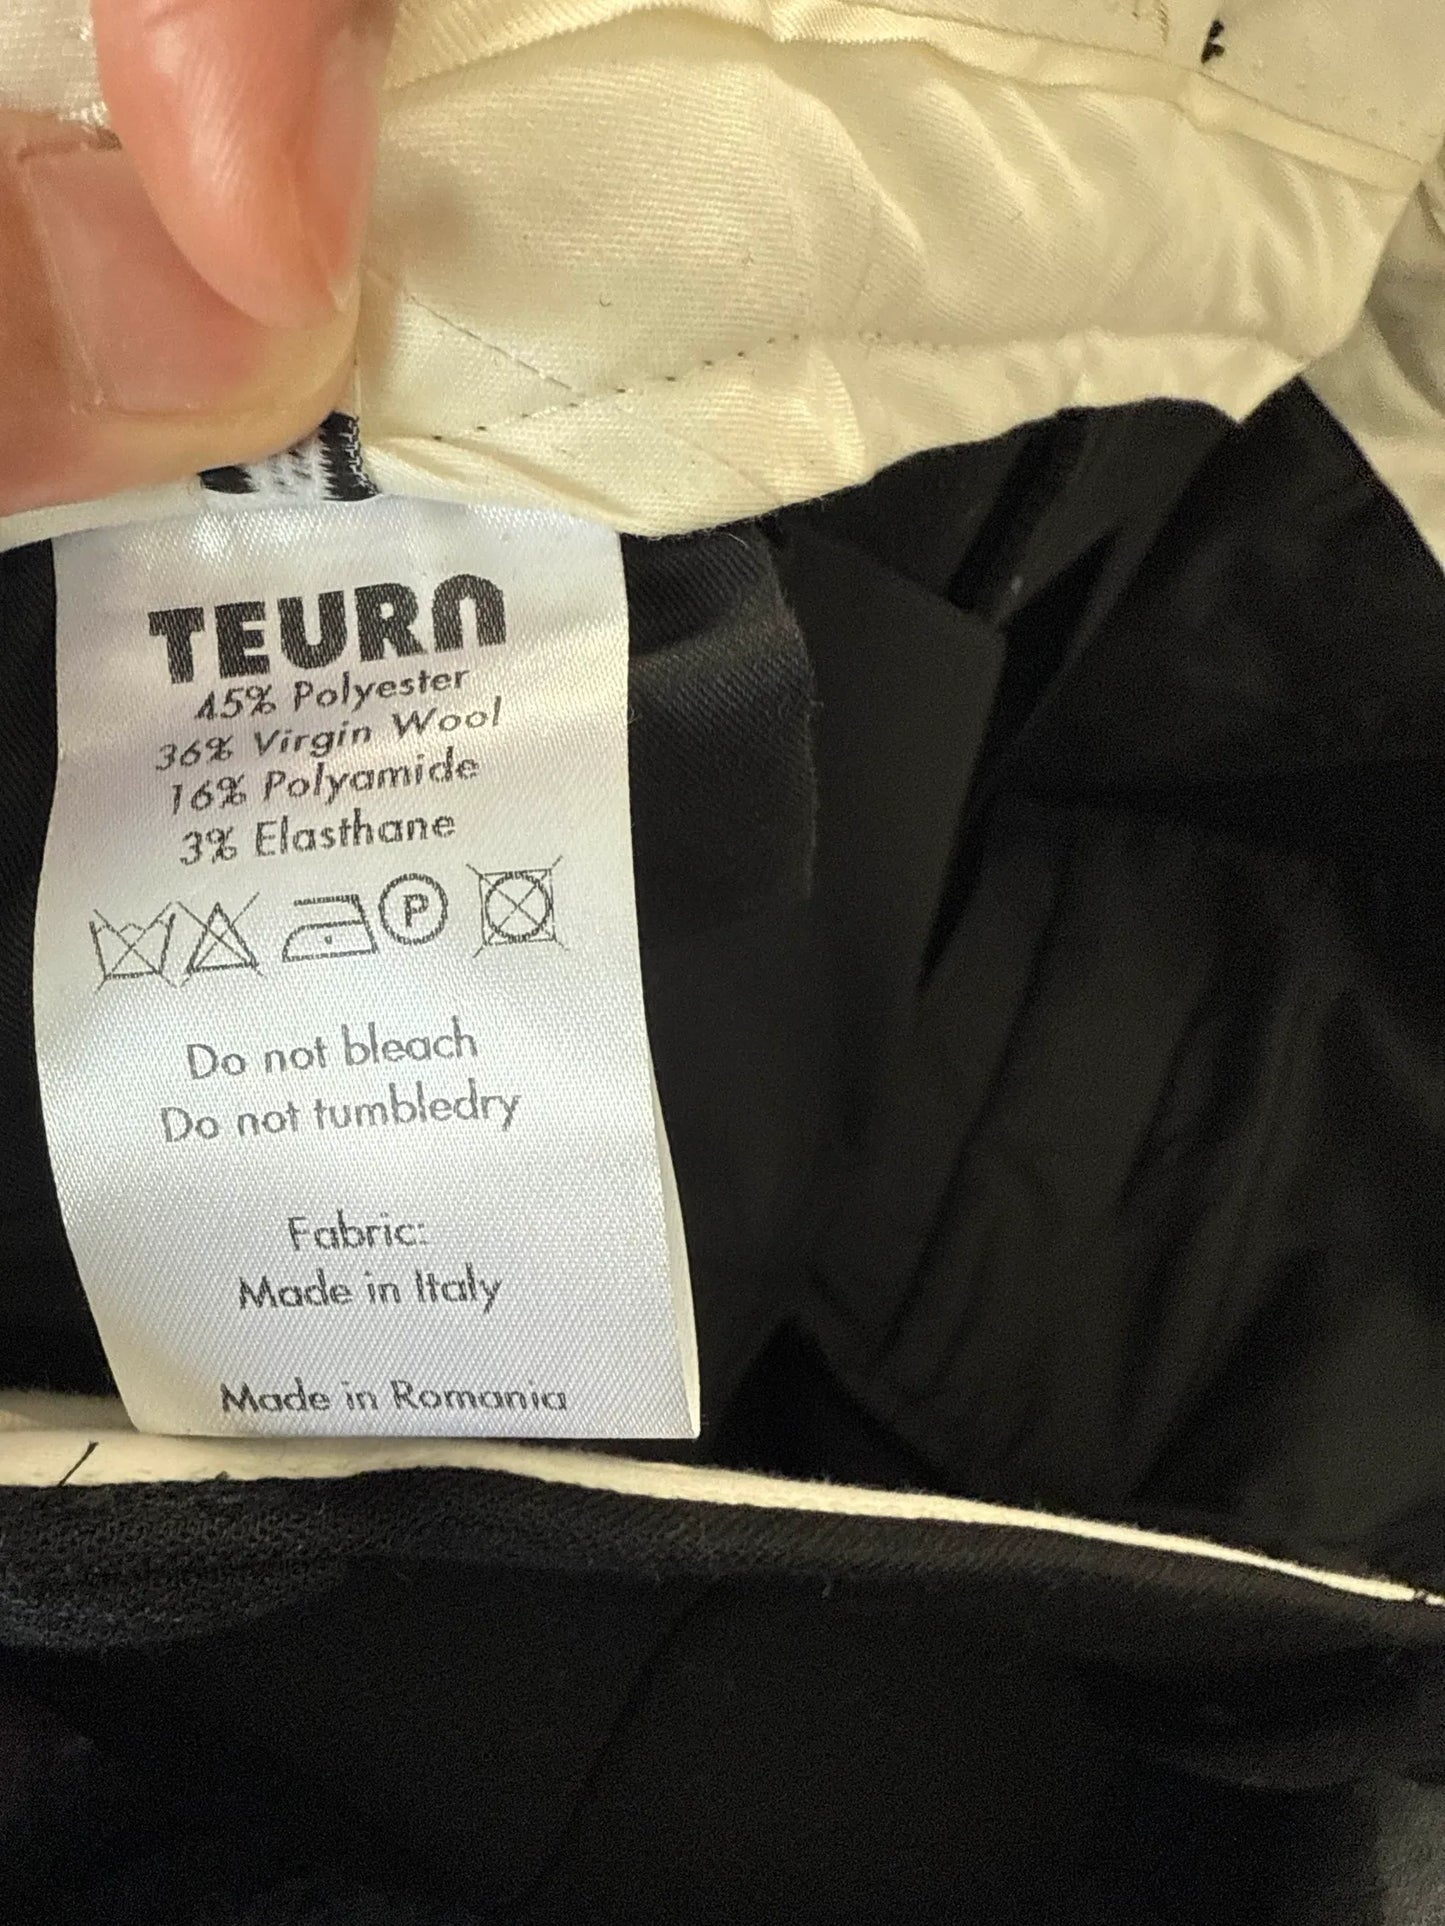 TEURN
45% Polyester
36% Virgin Wool
16% Polyamide
3% Elasthane
P
Do not bleach
Do not tumbledry
Fabric:
Made in Italy
Made in Romania